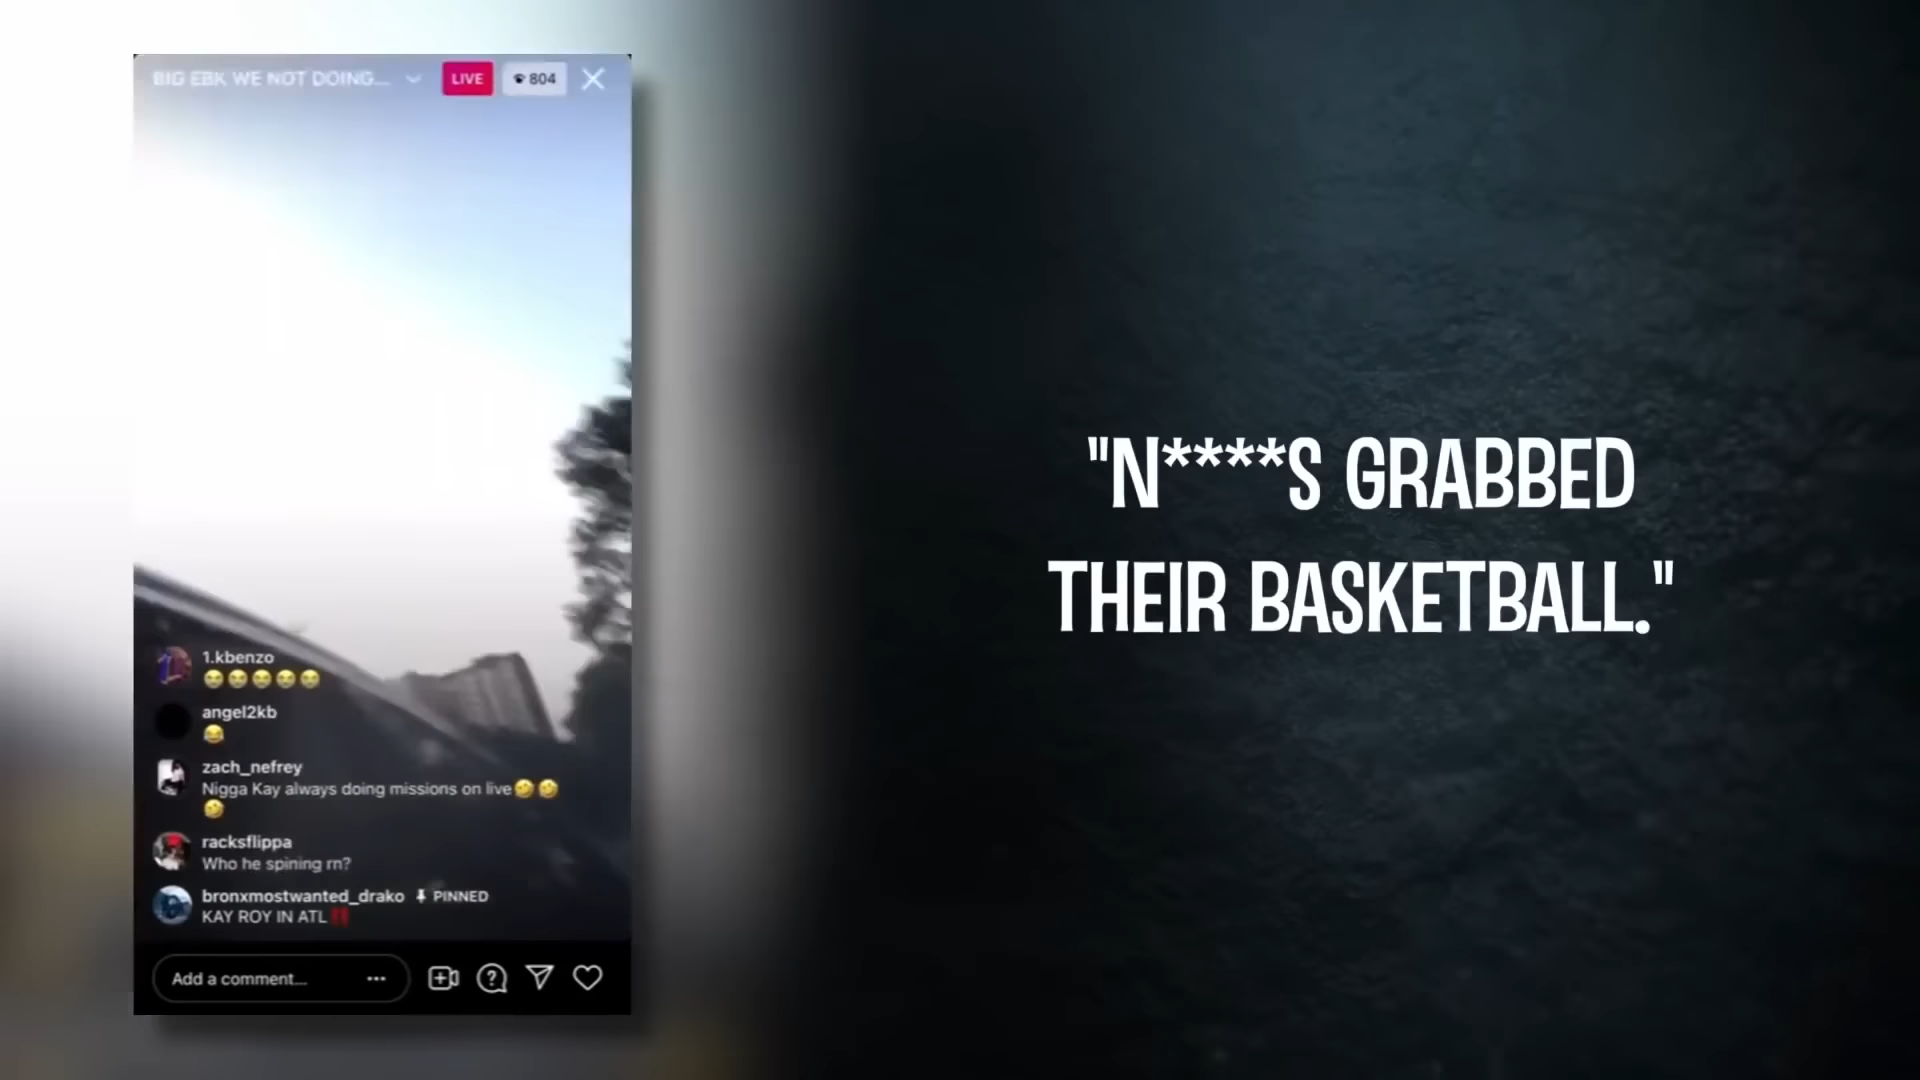 BIG EBK WE NOT DOING...
LIVE
804
1.kbenzo
😭😭😭😭😭
angel2kb
😂
zach_nefrey
Nigga Kay always doing missions on live🤣🤣
🤣
racksflippa
Who he spining rn?
bronxmostwanted_drako PINNED
KAY ROY IN ATL‼️
Add a comment...
"N****S GRABBED
THEIR BASKETBALL."